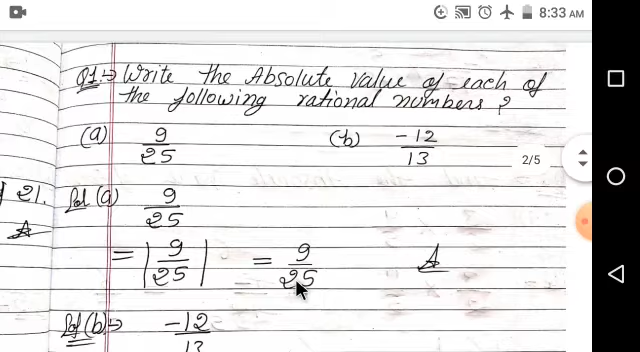 8:33 AM
Q1:→ Write the Absolute value of each of
the following rational numbers ?
(a) 9/25 (b) -12/13
2/5
21. Sol (a) 9/25
= |9/25| = 9/25 A
Sol (b):→ -12/13